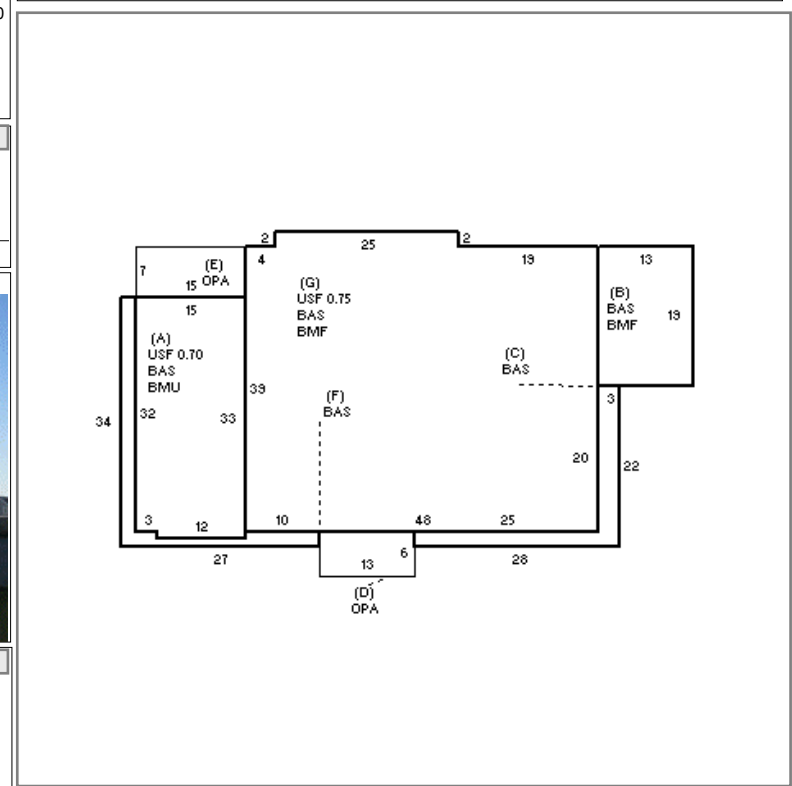 0
2
25
2
7
(E)
15 OPA
4
19
13
15
(G)
USF 0.75
BAS
BMF
(B)
BAS
BMF
19
(A)
USF 0.70
BAS
BMU
(C)
BAS
39
(F)
BAS
3
34
32
33
20
22
3
12
10
48
25
27
13
6
28
(D)
OPA